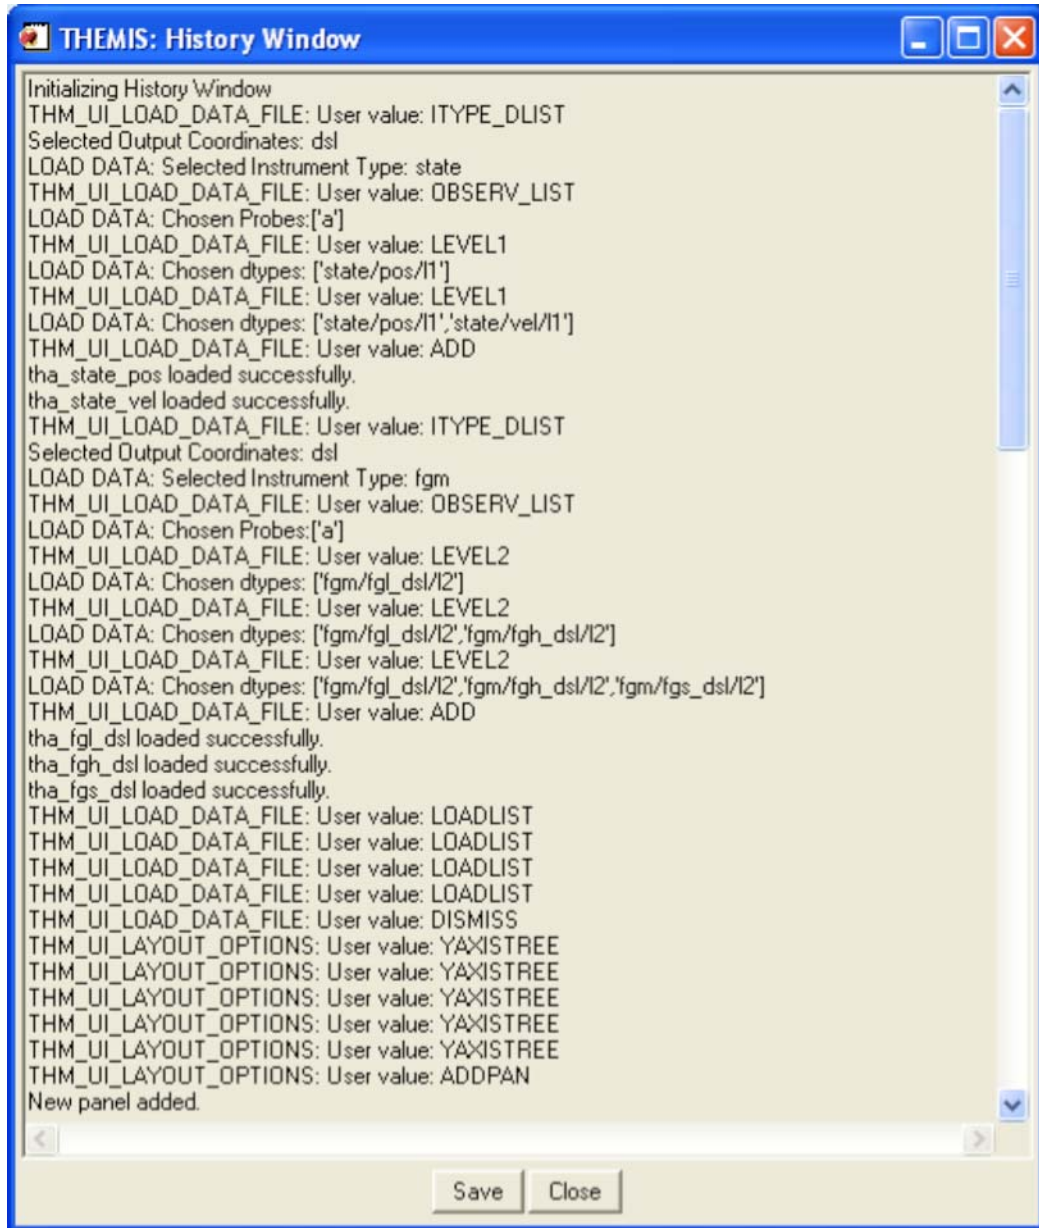 THEMIS: History Window
Initializing History Window
THM_UI_LOAD_DATA_FILE: User value: ITYPE_DLIST
Selected Output Coordinates: dsl
LOAD DATA: Selected Instrument Type: state
THM_UI_LOAD_DATA_FILE: User value: OBSERV_LIST
LOAD DATA: Chosen Probes:['a']
THM_UI_LOAD_DATA_FILE: User value: LEVEL1
LOAD DATA: Chosen dtypes: ['state/pos/l1']
THM_UI_LOAD_DATA_FILE: User value: LEVEL1
LOAD DATA: Chosen dtypes: ['state/pos/l1','state/vel/l1']
THM_UI_LOAD_DATA_FILE: User value: ADD
tha_state_pos loaded successfully.
tha_state_vel loaded successfully.
THM_UI_LOAD_DATA_FILE: User value: ITYPE_DLIST
Selected Output Coordinates: dsl
LOAD DATA: Selected Instrument Type: fgm
THM_UI_LOAD_DATA_FILE: User value: OBSERV_LIST
LOAD DATA: Chosen Probes:['a']
THM_UI_LOAD_DATA_FILE: User value: LEVEL2
LOAD DATA: Chosen dtypes: ['fgm/fgl_dsl/l2']
THM_UI_LOAD_DATA_FILE: User value: LEVEL2
LOAD DATA: Chosen dtypes: ['fgm/fgl_dsl/l2','fgm/fgh_dsl/l2']
THM_UI_LOAD_DATA_FILE: User value: LEVEL2
LOAD DATA: Chosen dtypes: ['fgm/fgl_dsl/l2','fgm/fgh_dsl/l2','fgm/fgs_dsl/l2']
THM_UI_LOAD_DATA_FILE: User value: ADD
tha_fgl_dsl loaded successfully.
tha_fgh_dsl loaded successfully.
tha_fgs_dsl loaded successfully.
THM_UI_LOAD_DATA_FILE: User value: LOADLIST
THM_UI_LOAD_DATA_FILE: User value: LOADLIST
THM_UI_LOAD_DATA_FILE: User value: LOADLIST
THM_UI_LOAD_DATA_FILE: User value: LOADLIST
THM_UI_LOAD_DATA_FILE: User value: DISMISS
THM_UI_LAYOUT_OPTIONS: User value: YAXISTREE
THM_UI_LAYOUT_OPTIONS: User value: YAXISTREE
THM_UI_LAYOUT_OPTIONS: User value: YAXISTREE
THM_UI_LAYOUT_OPTIONS: User value: YAXISTREE
THM_UI_LAYOUT_OPTIONS: User value: YAXISTREE
THM_UI_LAYOUT_OPTIONS: User value: ADDPAN
New panel added.
Save Close